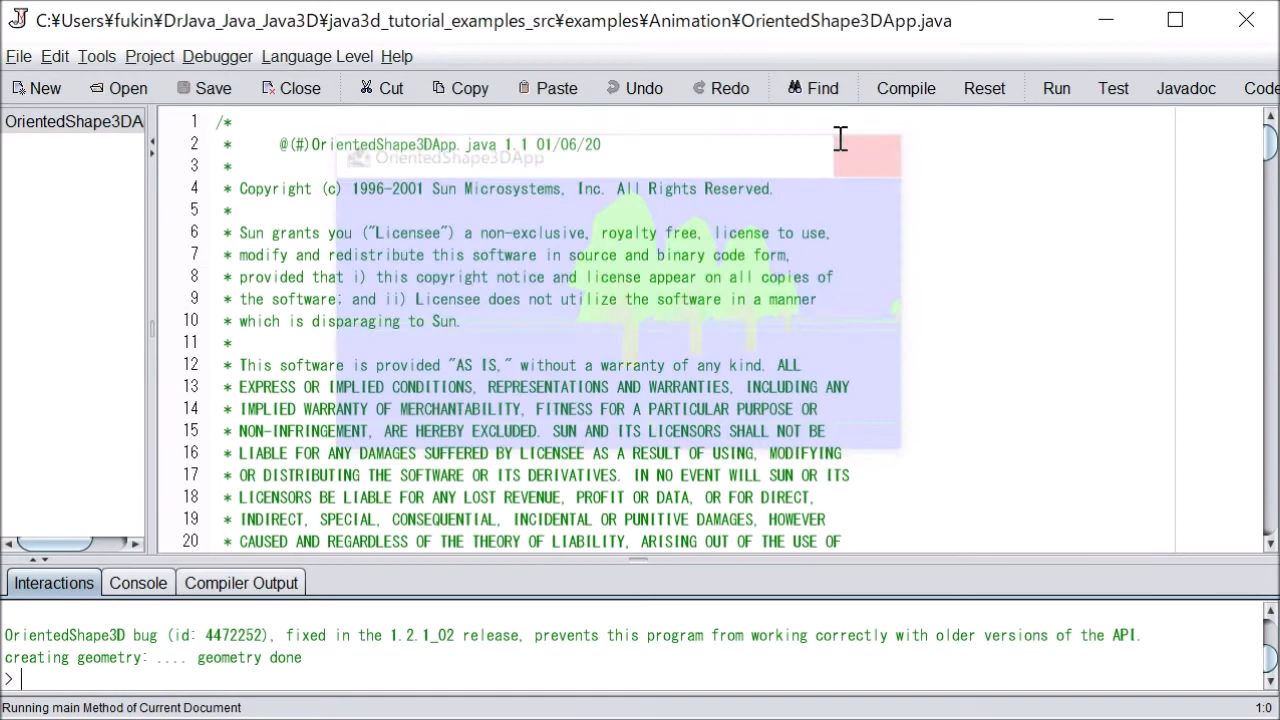 C:¥Users¥fukin¥DrJava_Java_Java3D¥java3d_tutorial_examples_src¥examples¥Animation¥OrientedShape3DApp.java
File Edit Tools Project Debugger Language Level Help
New Open Save Close Cut Copy Paste Undo Redo Find Compile Reset Run Test Javadoc Code
OrientedShape3DA
1 /*
2 * @(#)OrientedShape3DApp.java 1.1 01/06/20
OrientedShape3DApp
3 *
4 * Copyright (c) 1996-2001 Sun Microsystems, Inc. All Rights Reserved.
5 *
6 * Sun grants you ("Licensee") a non-exclusive, royalty free, license to use,
7 * modify and redistribute this software in source and binary code form,
8 * provided that i) this copyright notice and license appear on all copies of
9 * the software; and ii) Licensee does not utilize the software in a manner
10 * which is disparaging to Sun.
11 *
12 * This software is provided "AS IS," without a warranty of any kind. ALL
13 * EXPRESS OR IMPLIED CONDITIONS, REPRESENTATIONS AND WARRANTIES, INCLUDING ANY
14 * IMPLIED WARRANTY OF MERCHANTABILITY, FITNESS FOR A PARTICULAR PURPOSE OR
15 * NON-INFRINGEMENT, ARE HEREBY EXCLUDED. SUN AND ITS LICENSORS SHALL NOT BE
16 * LIABLE FOR ANY DAMAGES SUFFERED BY LICENSEE AS A RESULT OF USING, MODIFYING
17 * OR DISTRIBUTING THE SOFTWARE OR ITS DERIVATIVES. IN NO EVENT WILL SUN OR ITS
18 * LICENSORS BE LIABLE FOR ANY LOST REVENUE, PROFIT OR DATA, OR FOR DIRECT,
19 * INDIRECT, SPECIAL, CONSEQUENTIAL, INCIDENTAL OR PUNITIVE DAMAGES, HOWEVER
20 * CAUSED AND REGARDLESS OF THE THEORY OF LIABILITY, ARISING OUT OF THE USE OF
Interactions Console Compiler Output
OrientedShape3D bug (id: 4472252), fixed in the 1.2.1_02 release, prevents this program from working correctly with older versions of the API.
creating geometry: .... geometry done
>
Running main Method of Current Document 1:0